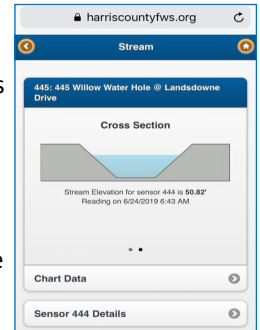 harriscountyfws.org
Stream
445: 445 Willow Water Hole @ Landsdowne
Drive
Cross Section
Stream Elevation for sensor 444 is 50.82'
Reading on 6/24/2019 6:43 AM
Chart Data
Sensor 444 Details
s
e